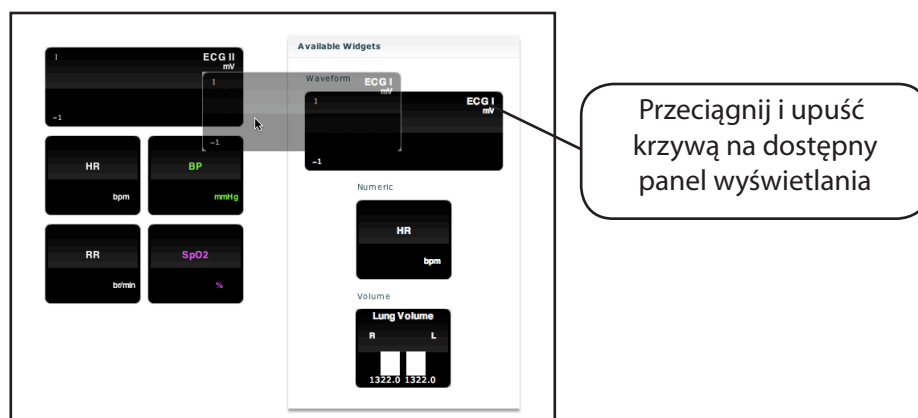 1
ECG II
mV
-1
HR
bpm
BP
mmHg
RR
br/min
SpO2
%
Available Widgets
Waveform
1
ECG I
mV
-1
1
ECG I
mV
-1
Numeric
HR
bpm
Volume
Lung Volume
R L
1322.0 1322.0
Przeciągnij i upuść
krzywą na dostępny
panel wyświetlania